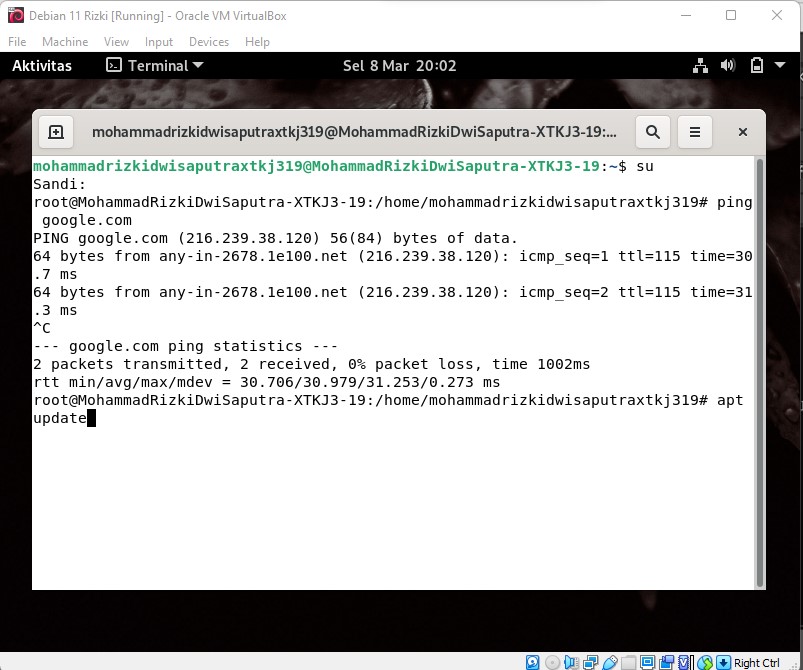 Debian 11 Rizki [Running] - Oracle VM VirtualBox
File Machine View Input Devices Help
Aktivitas Terminal Sel 8 Mar 20:02
mohammadrizkidwisaputraxtkj319@MohammadRizkiDwiSaputra-XTKJ3-19:...
mohammadrizkidwisaputraxtkj319@MohammadRizkiDwiSaputra-XTKJ3-19:~$ su
Sandi:
root@MohammadRizkiDwiSaputra-XTKJ3-19:/home/mohammadrizkidwisaputraxtkj319# ping
google.com
PING google.com (216.239.38.120) 56(84) bytes of data.
64 bytes from any-in-2678.1e100.net (216.239.38.120): icmp_seq=1 ttl=115 time=30
.7 ms
64 bytes from any-in-2678.1e100.net (216.239.38.120): icmp_seq=2 ttl=115 time=31
.3 ms
^C
--- google.com ping statistics ---
2 packets transmitted, 2 received, 0% packet loss, time 1002ms
rtt min/avg/max/mdev = 30.706/30.979/31.253/0.273 ms
root@MohammadRizkiDwiSaputra-XTKJ3-19:/home/mohammadrizkidwisaputraxtkj319# apt
update
Right Ctrl